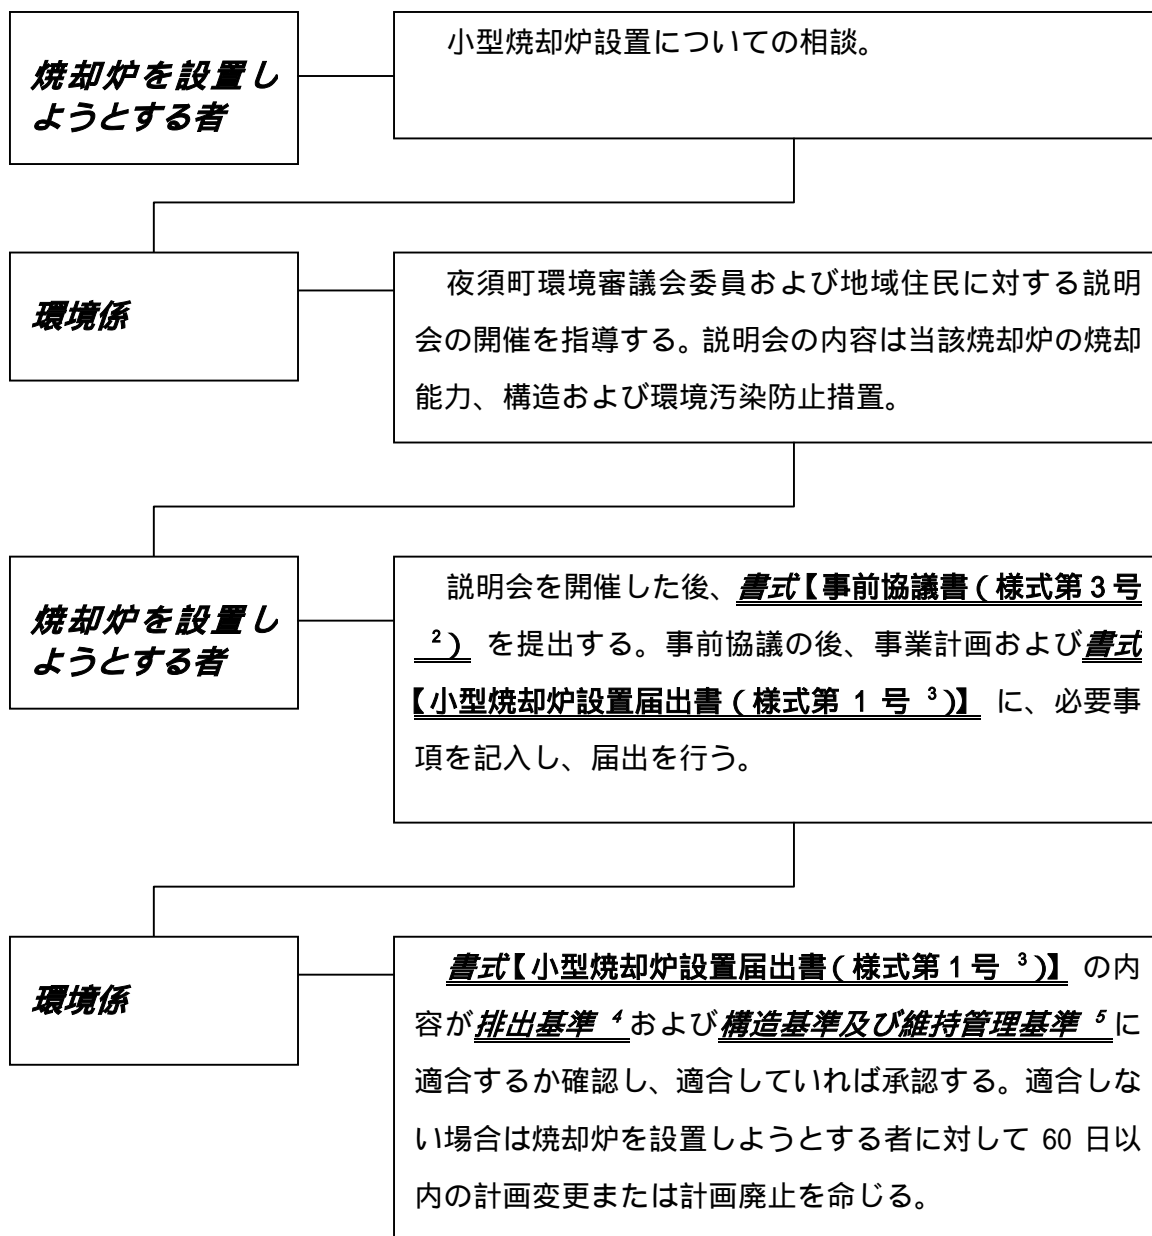 焼却炉を設置し
ようとする者
小型焼却炉設置についての相談。
環境係
夜須町環境審議会委員および地域住民に対する説明
会の開催を指導する。説明会の内容は当該焼却炉の焼却
能力、構造および環境汚染防止措置。
焼却炉を設置し
ようとする者
説明会を開催した後、書式【事前協議書(様式第3号
2) を提出する。事前協議の後、事業計画および書式
【小型焼却炉設置届出書(様式第 1 号 3)】 に、必要事
項を記入し、届出を行う。
環境係
書式【小型焼却炉設置届出書(様式第1号 3)】 の内
容が排出基準 4および構造基準及び維持管理基準 5に
適合するか確認し、適合していれば承認する。適合しな
い場合は焼却炉を設置しようとする者に対して 60 日以
内の計画変更または計画廃止を命じる。